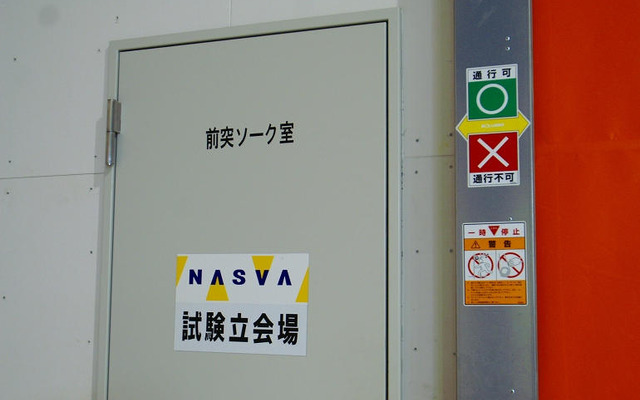 前突ソーク室
NASVA
試験立会場
通行可
通行不可
一時停止
警告